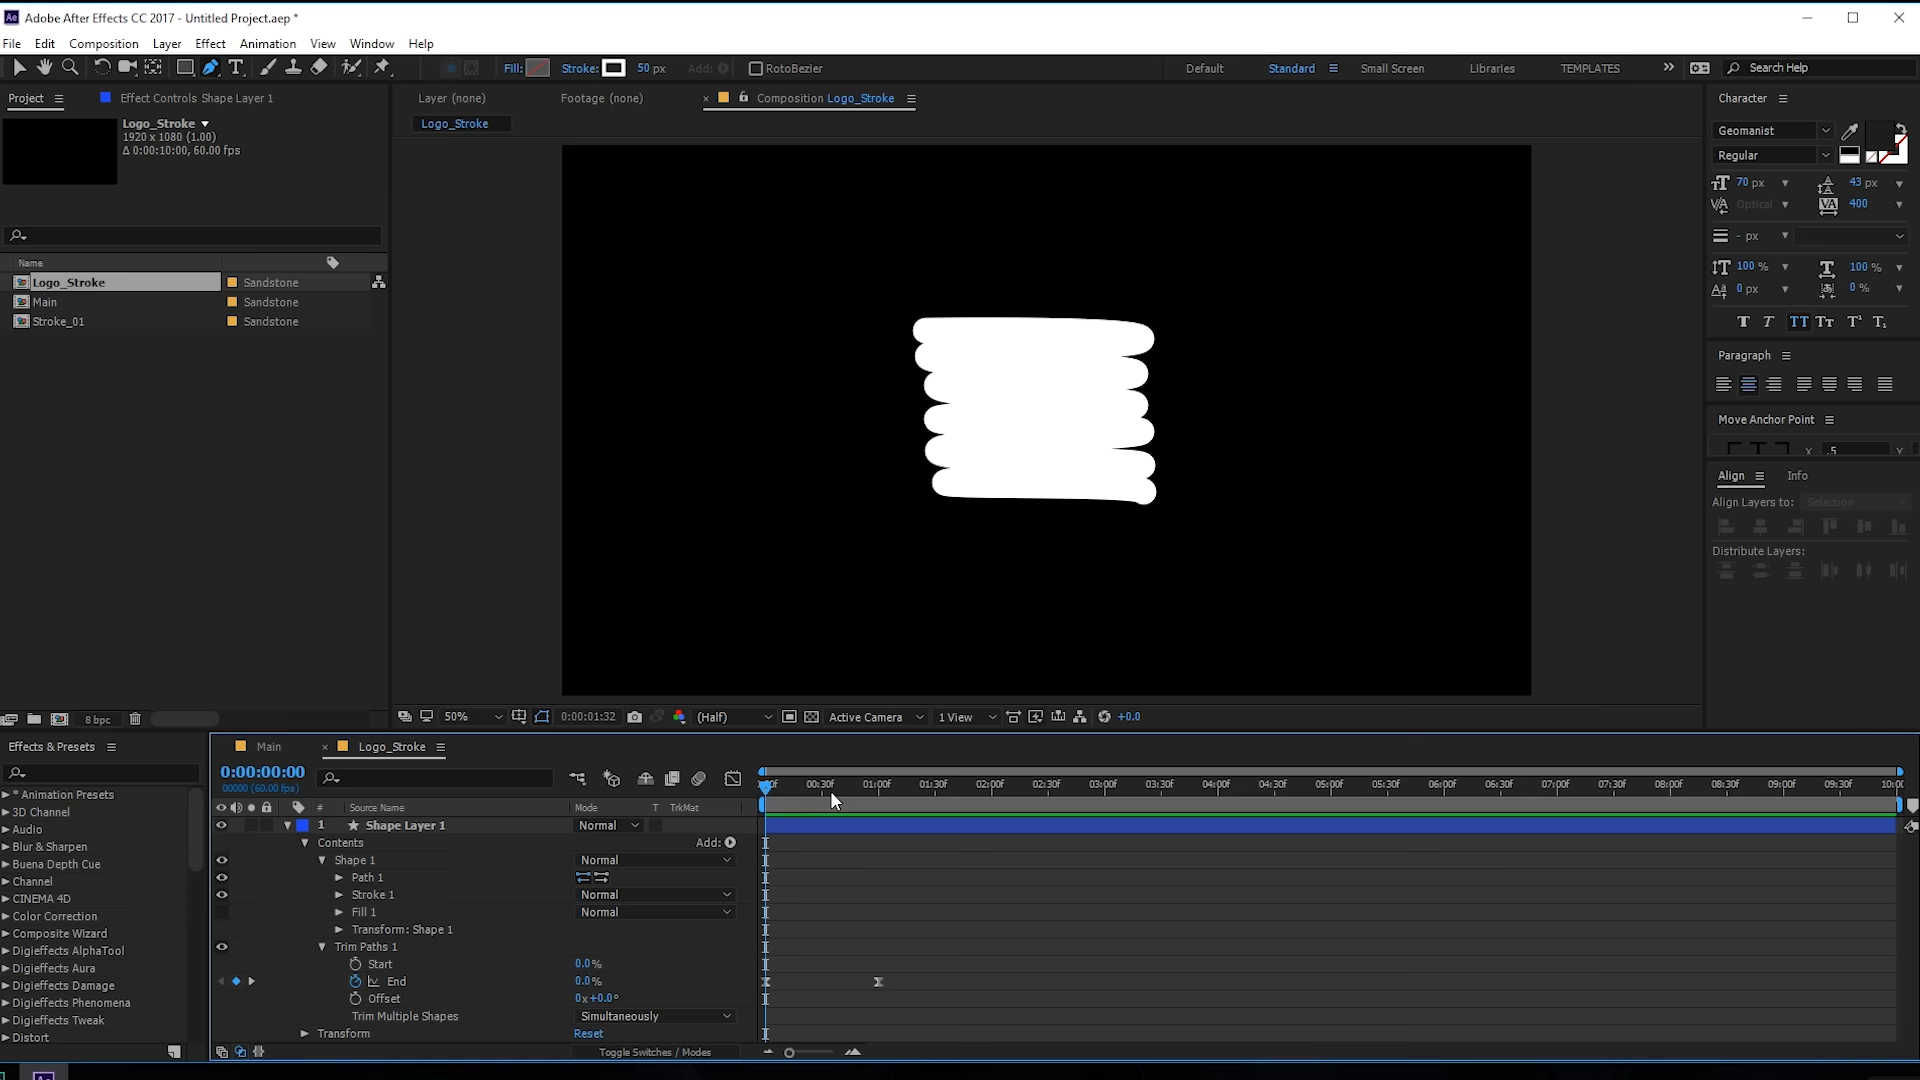 Adobe After Effects CC 2017 - Untitled Project.aep *
File Edit Composition Layer Effect Animation View Window Help
Fill: Stroke: 50 px Add: RotoBezier Default Standard Small Screen Libraries TEMPLATES Search Help
Project Effect Controls Shape Layer 1
Layer (none) Footage (none) Composition Logo_Stroke
Logo_Stroke
Logo_Stroke
1920 x 1080 (1.00)
Δ 0:00:10:00, 60.00 fps
Name
Logo_Stroke Sandstone
Main Sandstone
Stroke_01 Sandstone
8 bpc
50% 0:00:01:32 (Half) Active Camera 1 View +0.0
Character
Geomanist
Regular
70 px 43 px
Optical 400
- px
100 % 100 %
0 px 0 %
Paragraph
Move Anchor Point
X .5 Y
Align Info
Align Layers to: Selection
Distribute Layers:
Effects & Presets
* Animation Presets
3D Channel
Audio
Blur & Sharpen
Buena Depth Cue
Channel
CINEMA 4D
Color Correction
Composite Wizard
Digieffects AlphaTool
Digieffects Aura
Digieffects Damage
Digieffects Phenomena
Digieffects Tweak
Distort
Main Logo_Stroke
0:00:00:00
00000 (60.00 fps)
00:30f 01:00f 01:30f 02:00f 02:30f 03:00f 03:30f 04:00f 04:30f 05:00f 05:30f 06:00f 06:30f 07:00f 07:30f 08:00f 08:30f 09:00f 09:30f
# Source Name Mode T TrkMat
1 Shape Layer 1 Normal
Contents Add:
Shape 1 Normal
Path 1
Stroke 1 Normal
Fill 1 Normal
Transform: Shape 1
Trim Paths 1
Start 0.0%
End 0.0%
Offset 0x+0.0°
Trim Multiple Shapes Simultaneously
Transform Reset
Toggle Switches / Modes